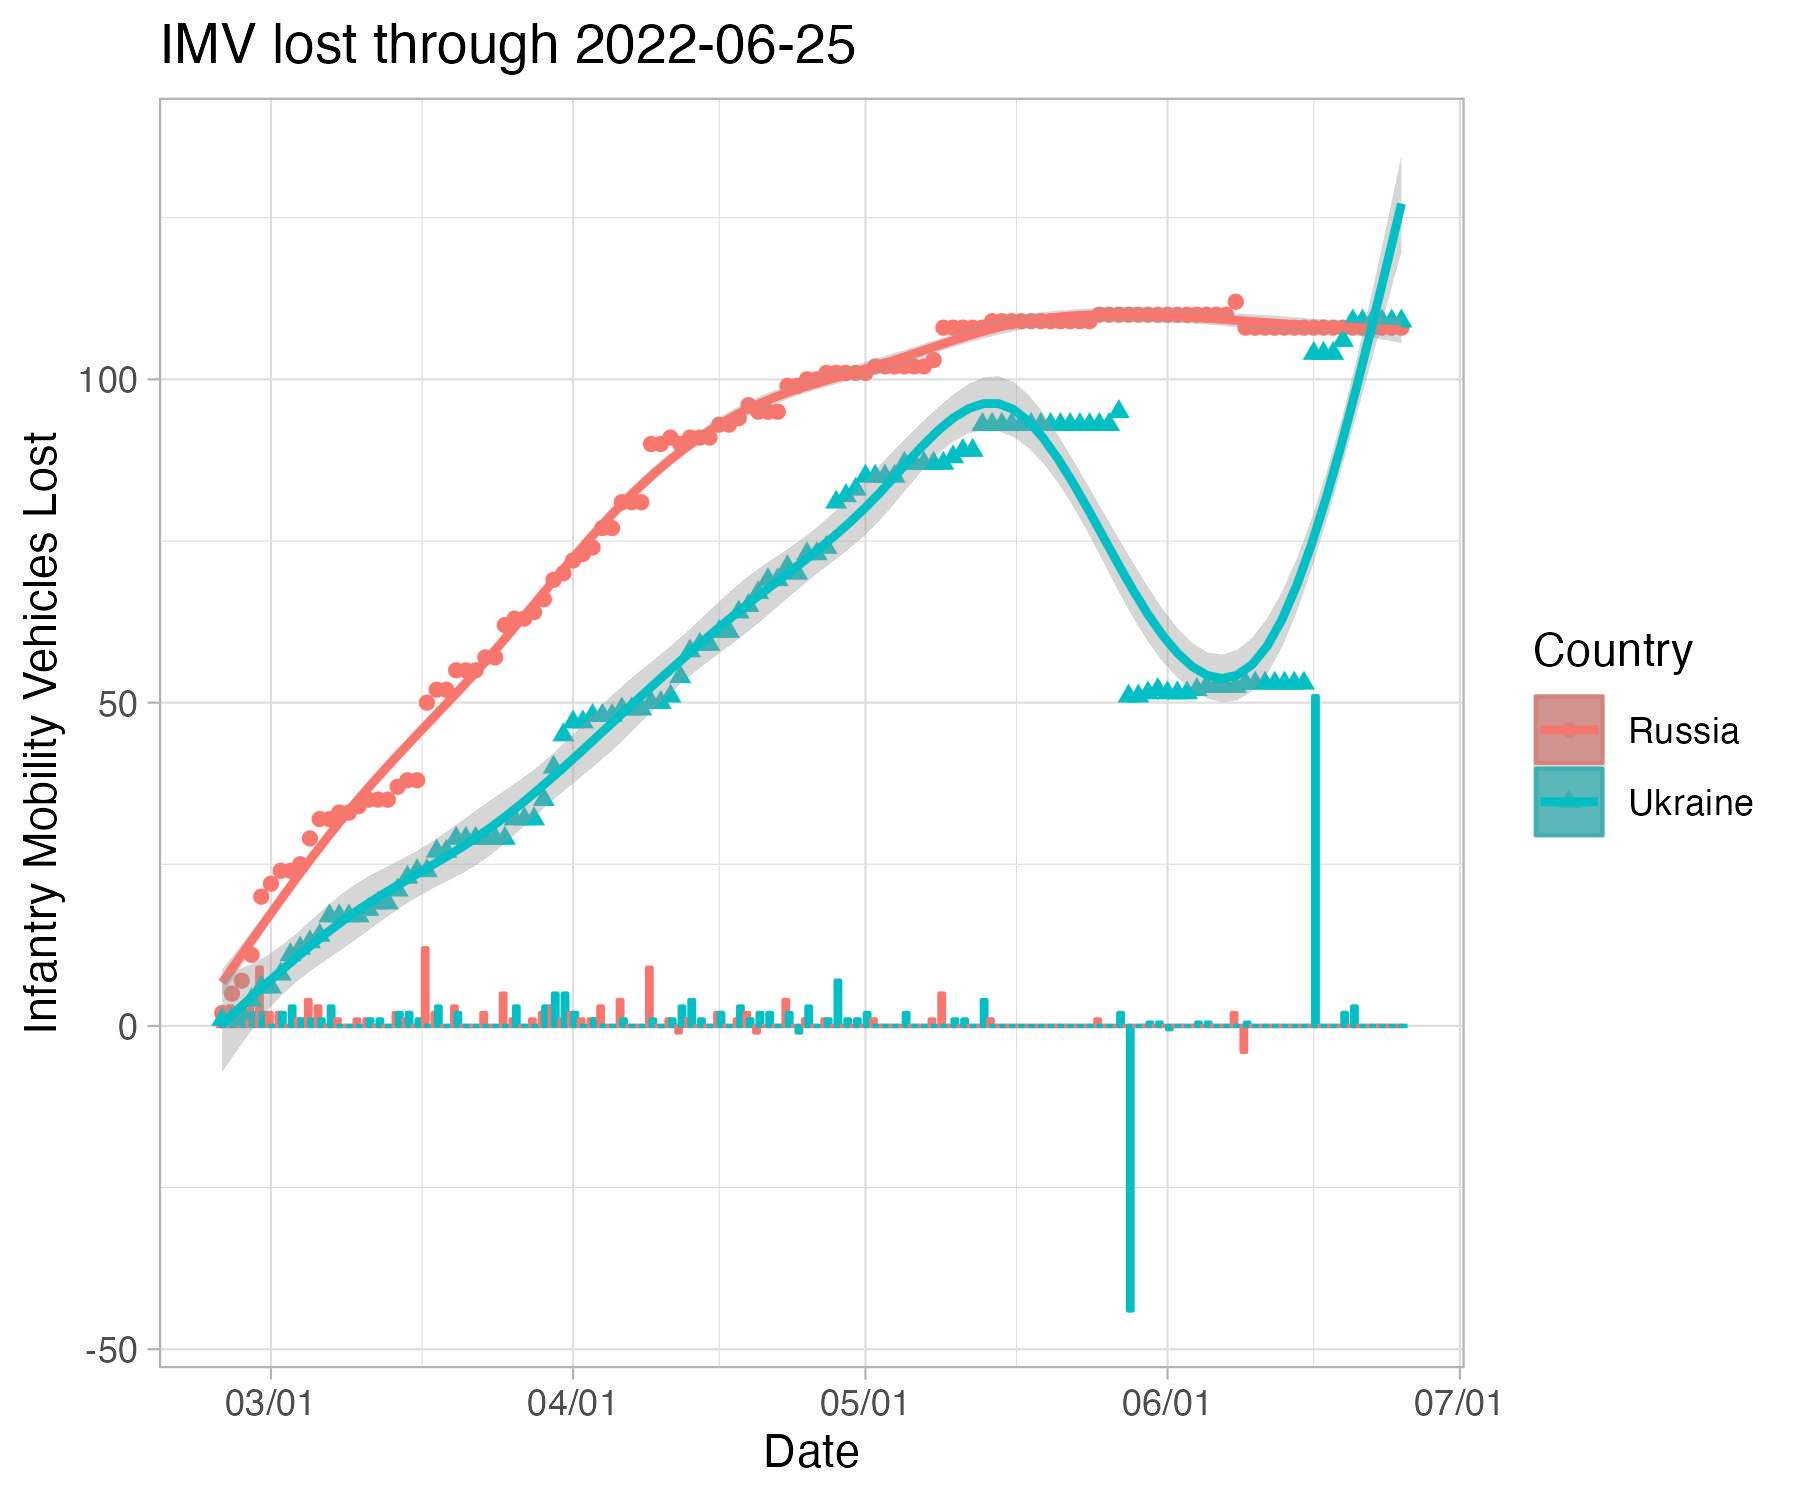 IMV lost through 2022-06-25
Infantry Mobility Vehicles Lost
100
50
0
-50
03/01
04/01
05/01
06/01
07/01
Date
Country
Russia
Ukraine